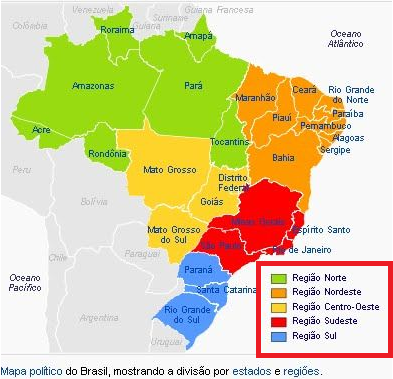 Venezuela
Guiana Francesa
Suriname
Colômbia
Guiana
Roraima
Amapá
Oceano
Atlântico
Amazonas
Pará
Maranhão
Ceará
Rio Grande
do Norte
Paraíba
Piauí
Pernambuco
Acre
Alagoas
Tocantins
Sergipe
Rondônia
Bahia
Peru
Mato Grosso
Distrito
Federal
Bolívia
Goiás
Minas Gerais
Mato Grosso
do Sul
Espírito Santo
São Paulo
Rio de Janeiro
Chile
Paraguai
Paraná
Oceano
Pacífico
Santa Catarina
Argentina
Rio Grande
do Sul
Uruguai
Região Norte
Região Nordeste
Região Centro-Oeste
Região Sudeste
Região Sul
Mapa político do Brasil, mostrando a divisão por estados e regiões.